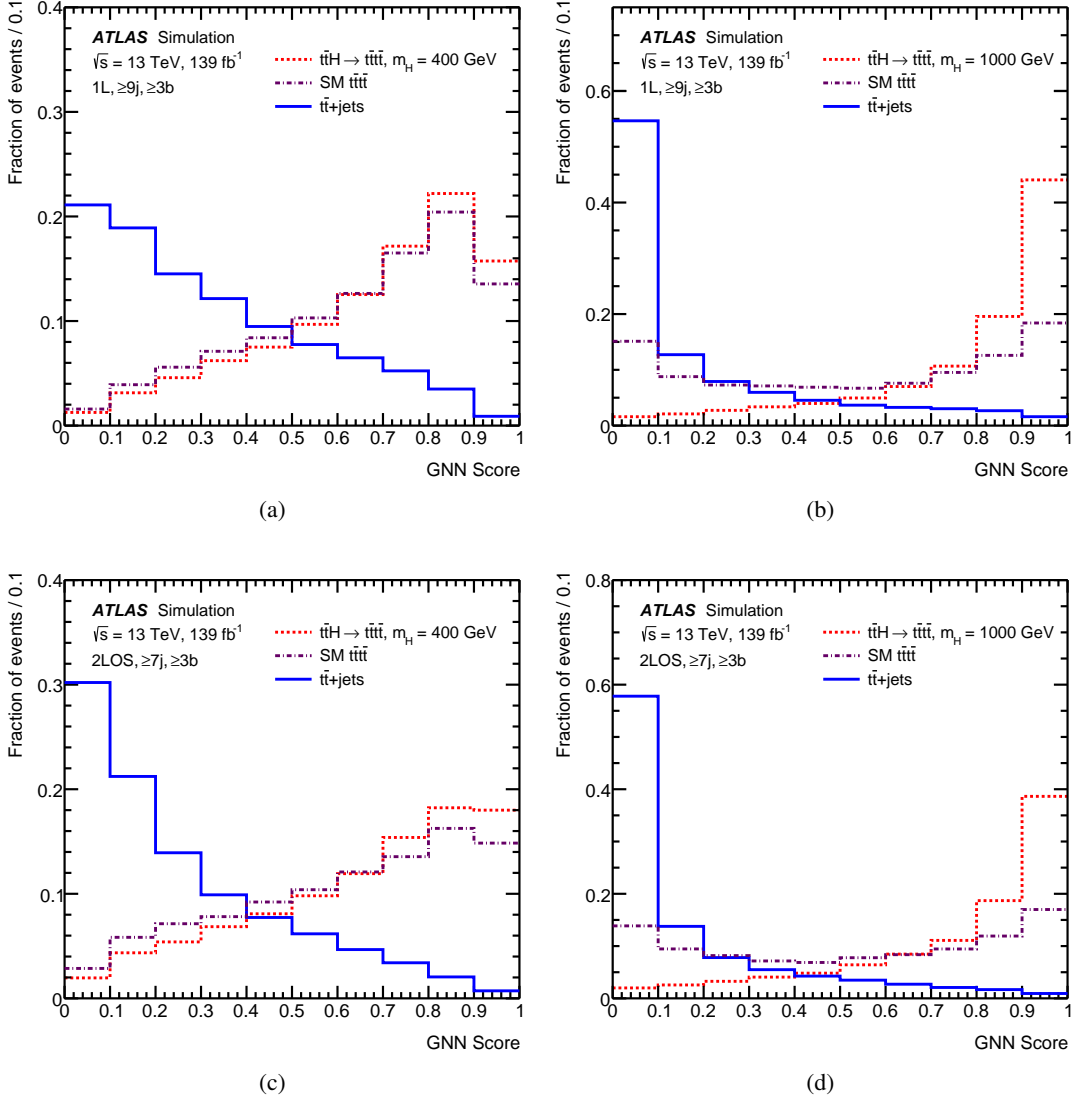 Fraction of events / 0.1
0.4
0.3
0.2
0.1
0
ATLAS Simulation
√s = 13 TeV, 139 fb⁻¹
1L, ≥9j, ≥3b
tt̄H → tt̄tt̄, m_H = 400 GeV
SM tt̄tt̄
tt̄+jets
0 0.1 0.2 0.3 0.4 0.5 0.6 0.7 0.8 0.9 1
GNN Score
(a)
Fraction of events / 0.1
0.6
0.4
0.2
0
ATLAS Simulation
√s = 13 TeV, 139 fb⁻¹
1L, ≥9j, ≥3b
tt̄H → tt̄tt̄, m_H = 1000 GeV
SM tt̄tt̄
tt̄+jets
0 0.1 0.2 0.3 0.4 0.5 0.6 0.7 0.8 0.9 1
GNN Score
(b)
Fraction of events / 0.1
0.4
0.3
0.2
0.1
0
ATLAS Simulation
√s = 13 TeV, 139 fb⁻¹
2LOS, ≥7j, ≥3b
tt̄H → tt̄tt̄, m_H = 400 GeV
SM tt̄tt̄
tt̄+jets
0 0.1 0.2 0.3 0.4 0.5 0.6 0.7 0.8 0.9 1
GNN Score
(c)
Fraction of events / 0.1
0.8
0.6
0.4
0.2
0
ATLAS Simulation
√s = 13 TeV, 139 fb⁻¹
2LOS, ≥7j, ≥3b
tt̄H → tt̄tt̄, m_H = 1000 GeV
SM tt̄tt̄
tt̄+jets
0 0.1 0.2 0.3 0.4 0.5 0.6 0.7 0.8 0.9 1
GNN Score
(d)